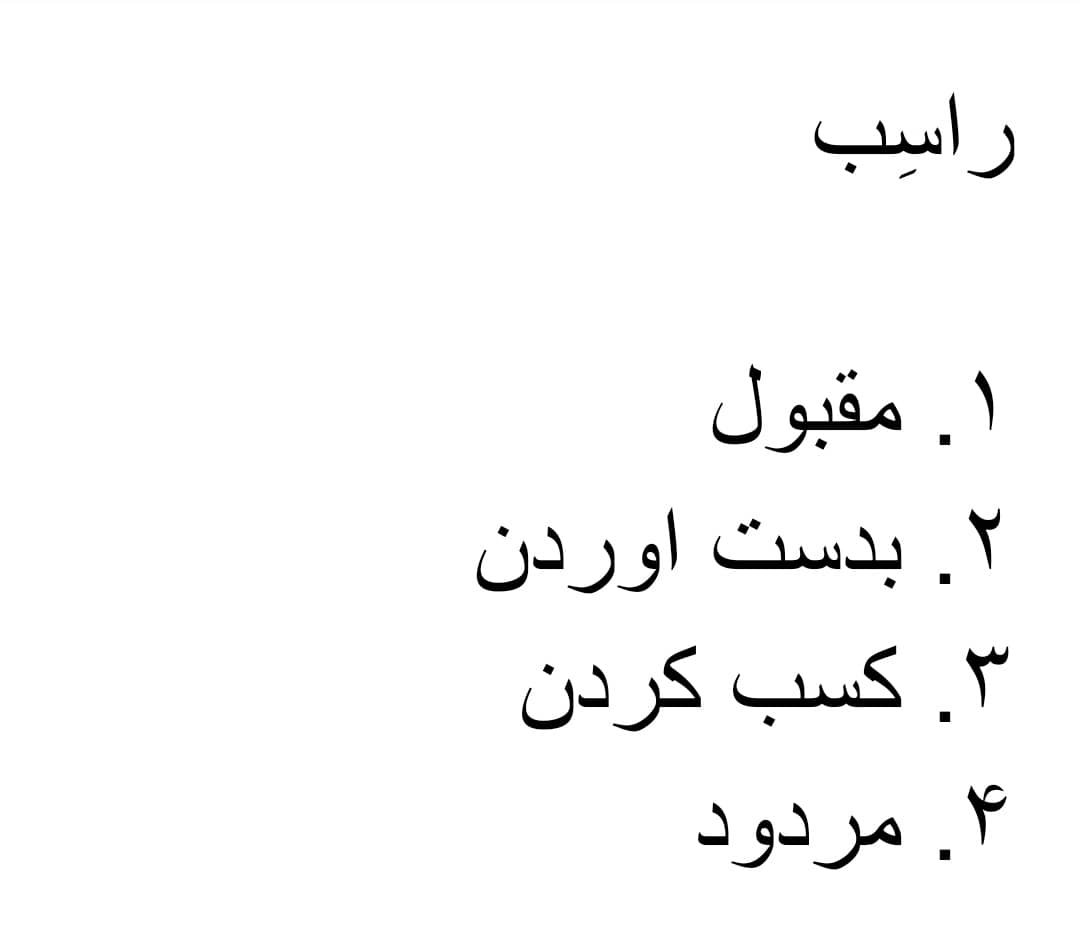 راسِب
۱. مقبول
۲. بدست اوردن
۳. کسب کردن
۴. مردود